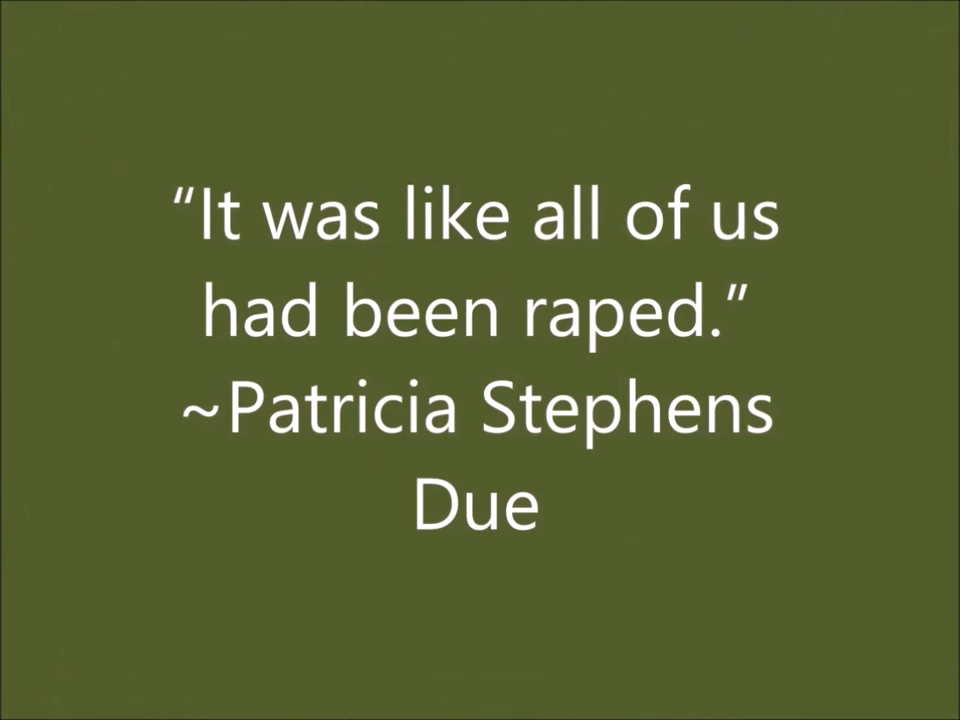 “It was like all of us
had been raped.”
~Patricia Stephens
Due